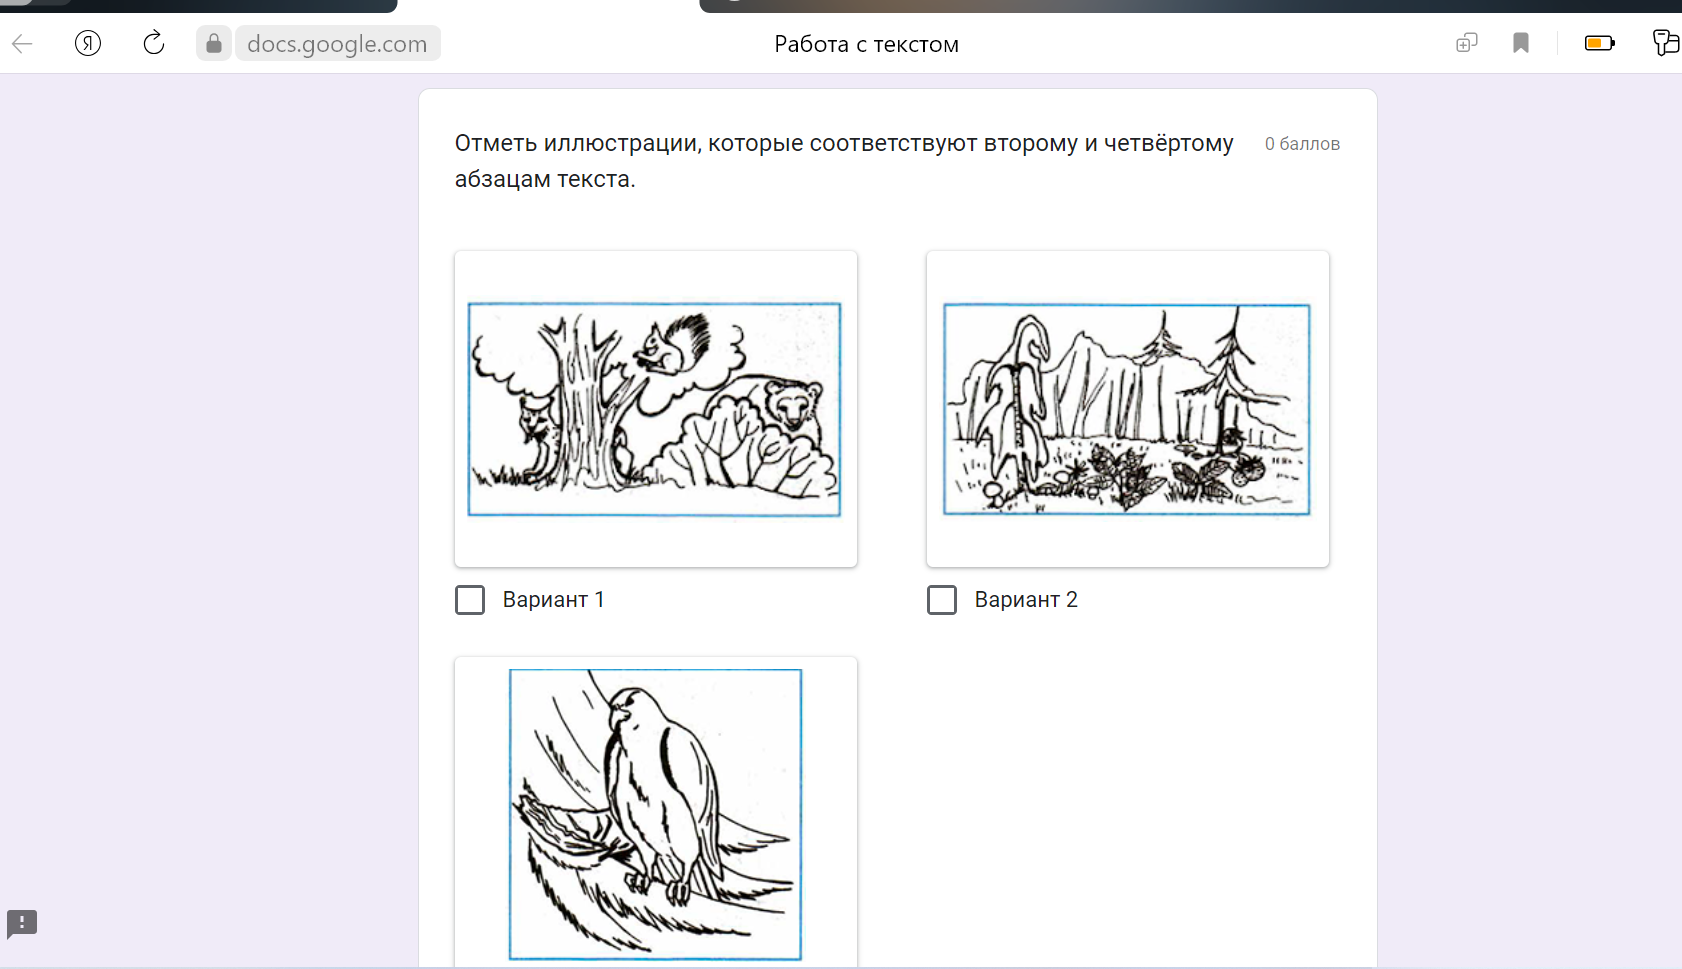 Я
docs.google.com
Работа с текстом
Отметь иллюстрации, которые соответствуют второму и четвёртому
абзацам текста.
0 баллов
Вариант 1
Вариант 2